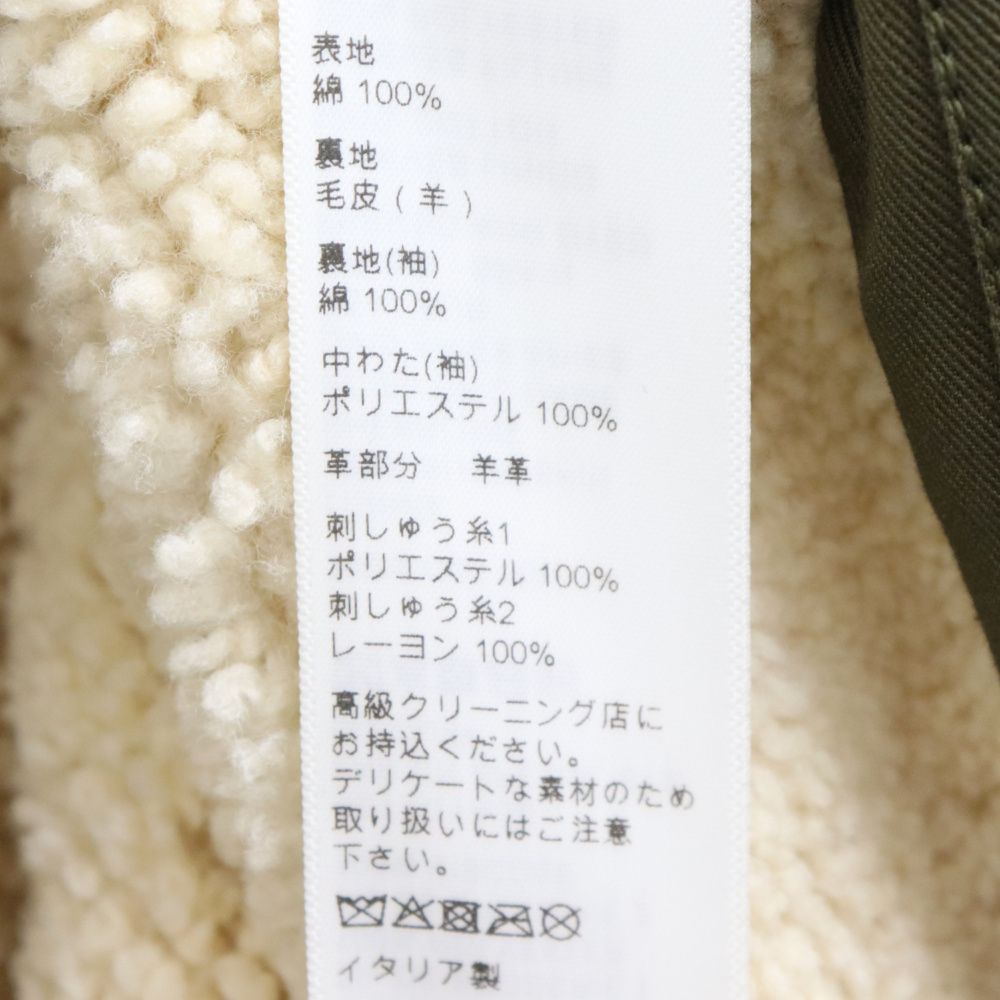 表地
綿 100%
裏地
毛皮 ( 羊 )
裏地(袖)
綿 100%
中わた(袖)
ポリエステル 100%
革部分 羊革
刺しゅう糸1
ポリエステル 100%
刺しゅう糸2
レーヨン 100%
高級クリーニング店に
お持込ください。
デリケートな素材のため
取り扱いにはご注意
下さい。
イタリア製